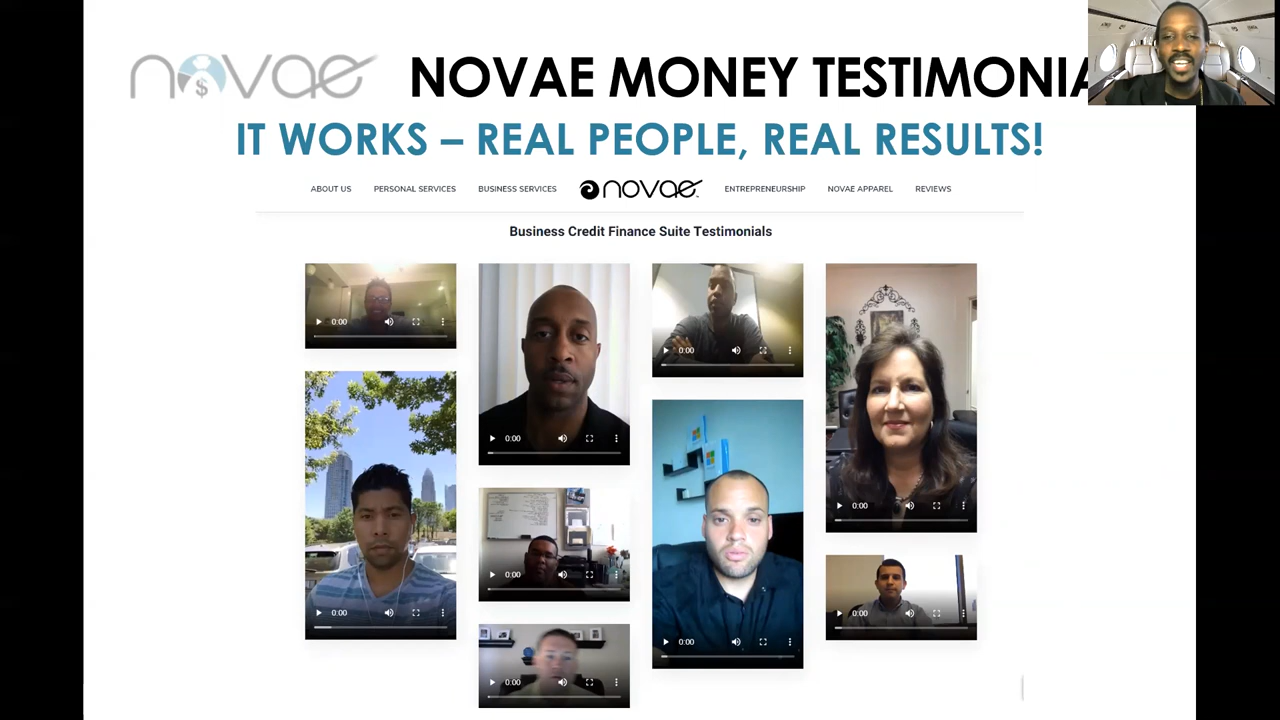 novae NOVAE MONEY TESTIMONIA
$
IT WORKS – REAL PEOPLE, REAL RESULTS!
ABOUT US PERSONAL SERVICES BUSINESS SERVICES novae ENTREPRENEURSHIP NOVAE APPAREL REVIEWS
Business Credit Finance Suite Testimonials
0:00
0:00
0:00
0:00
0:00
0:00
0:00
0:00
0:00
0:00